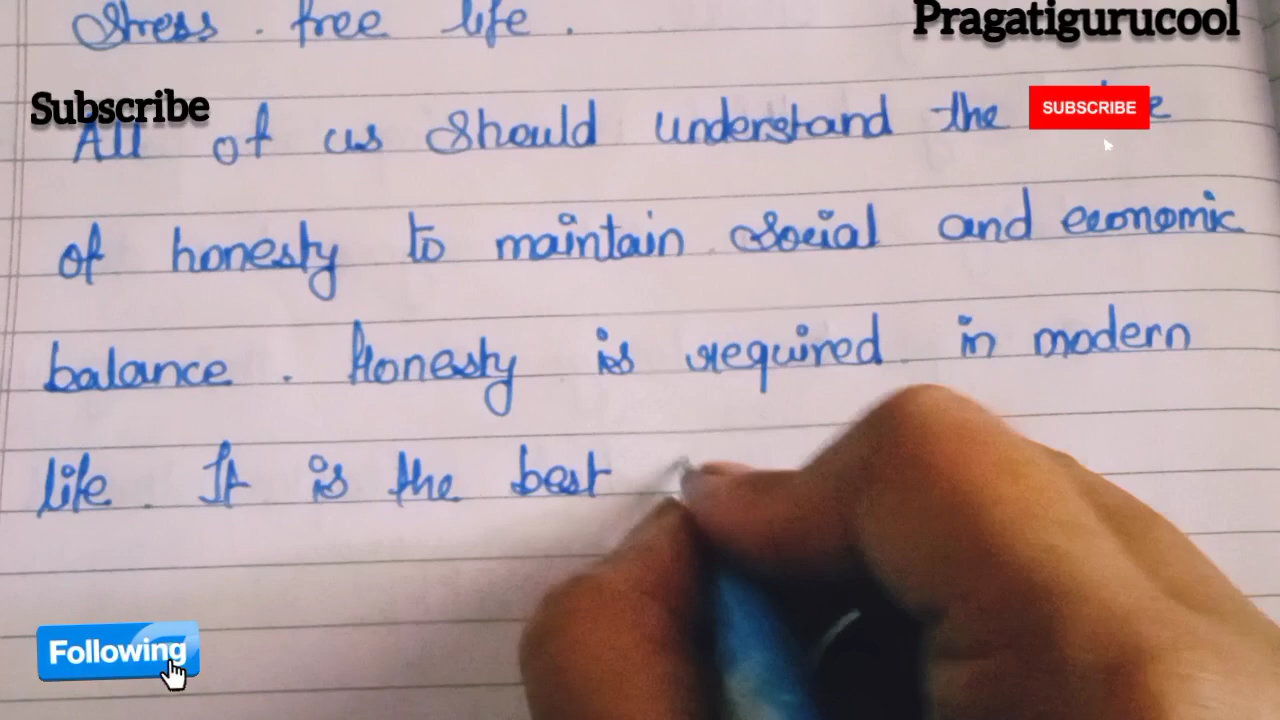 Stress free life.
Pragatigurucool
Subscribe
SUBSCRIBE
All of us should understand the
of honesty to maintain social and economic
balance. Honesty is required in modern
life. It is the best
Following